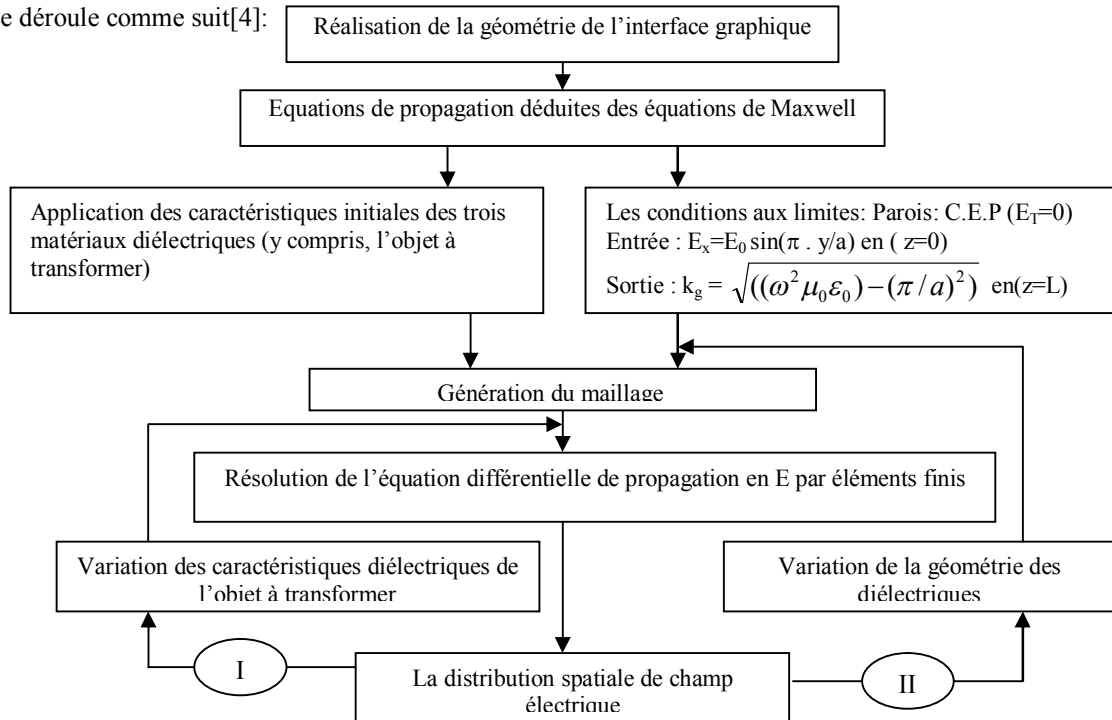 e déroule comme suit[4]:
Réalisation de la géométrie de l’interface graphique
Equations de propagation déduites des équations de Maxwell
Application des caractéristiques initiales des trois
matériaux diélectriques (y compris, l’objet à
transformer)
Les conditions aux limites: Parois: C.E.P (E_T=0)
Entrée : E_x=E_0 sin(π . y/a) en ( z=0)
Sortie : k_g = √((ω²μ₀ε₀)−(π/a)²) en(z=L)
Génération du maillage
Résolution de l’équation différentielle de propagation en E par éléments finis
Variation des caractéristiques diélectriques de
l’objet à transformer
Variation de la géométrie des
diélectriques
I
La distribution spatiale de champ
électrique
II